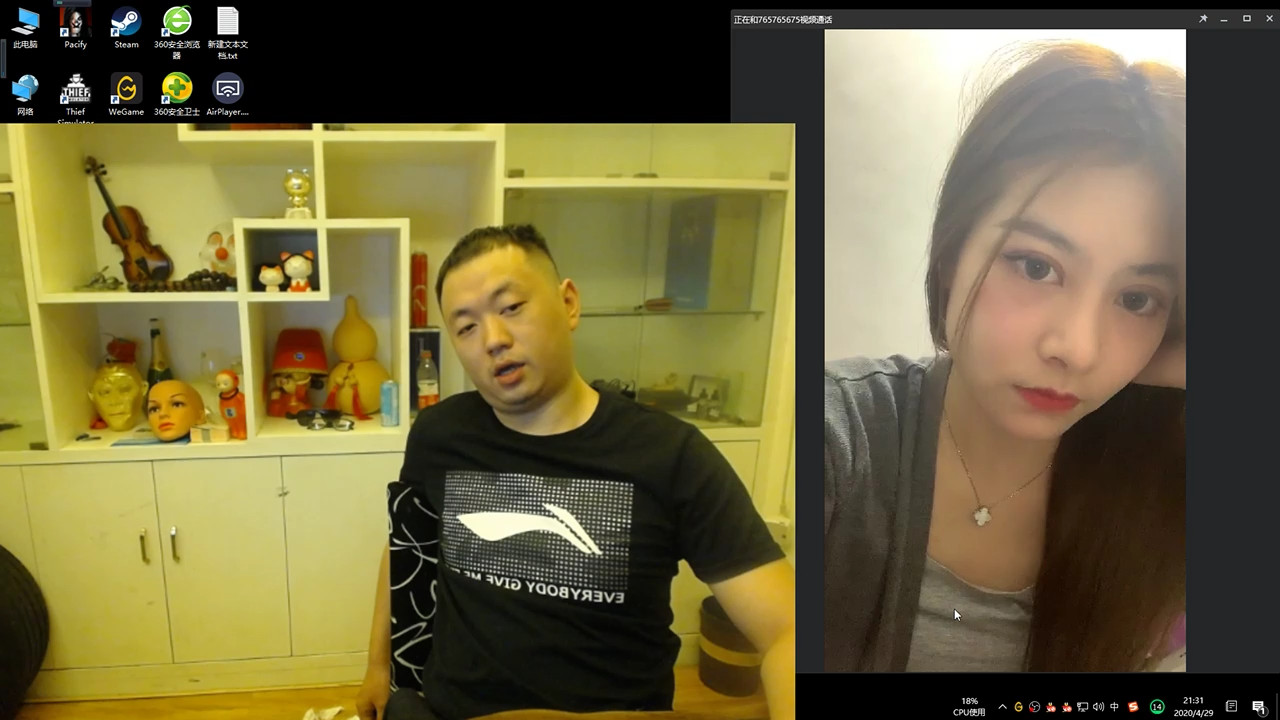 正在和765765675视频通话
此电脑
Pacify
Steam
360安全浏览器
新建文本文档.txt
网络
Thief
Simulator
WeGame
360安全卫士
AirPlayer....
THIEF
EVERYBODY GIVE ME
18%
CPU使用
中
14
21:31
2020/4/29
1